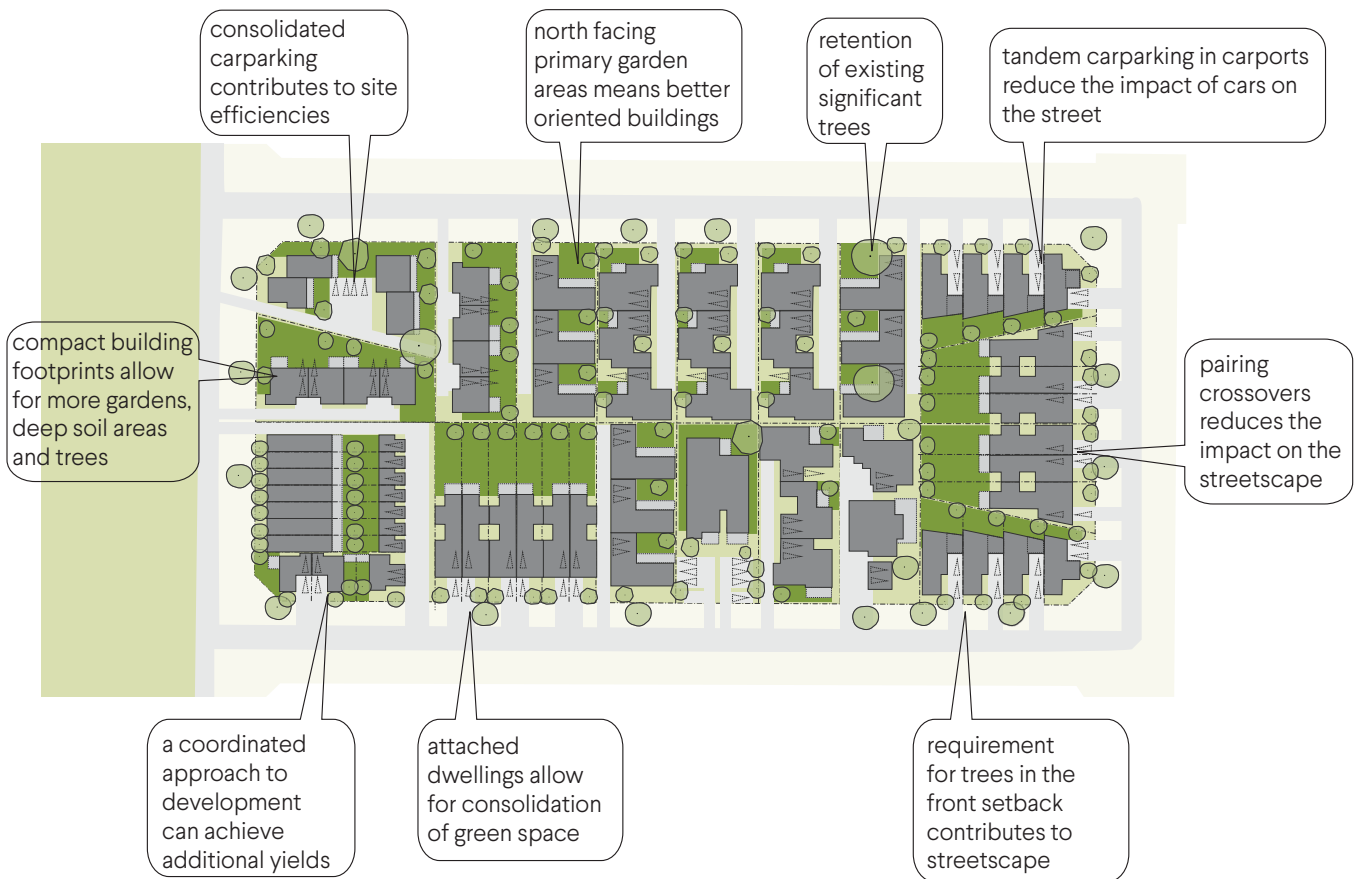 consolidated
carparking
contributes to site
efficiencies
north facing
primary garden
areas means better
oriented buildings
retention
of existing
significant
trees
tandem carparking in carports
reduce the impact of cars on
the street
compact building
footprints allow
for more gardens,
deep soil areas
and trees
pairing
crossovers
reduces the
impact on the
streetscape
a coordinated
approach to
development
can achieve
additional yields
attached
dwellings allow
for consolidation
of green space
requirement
for trees in the
front setback
contributes to
streetscape